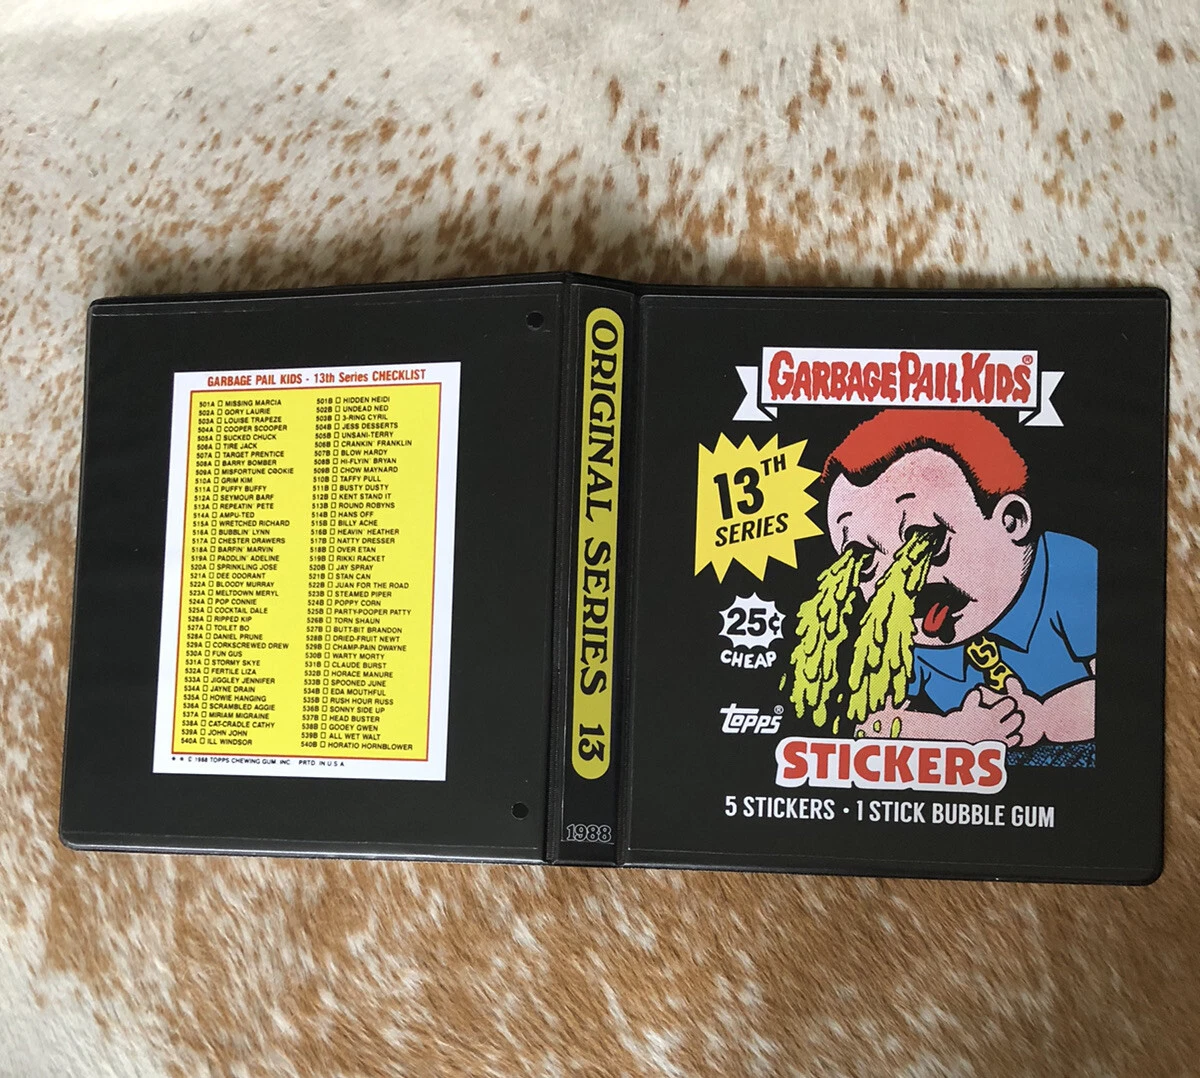 GARBAGE PAIL KIDS - 13th Series CHECKLIST
501A MISSING MARCIA
502A GORY LAURIE
503A LOUISE TRAPEZE
504A COOPER SCOOPER
505A SUCKED CHUCK
506A TIRE JACK
507A TARGET PRENTICE
508A BARRY BOMBER
509A MISFORTUNE COOKIE
510A GRIM KIM
511A PUFFY BUFFY
512A SEYMOUR BARF
513A REPEATIN' PETE
514A AMPU-TED
515A WRETCHED RICHARD
516A BUBBLIN' LYNN
517A CHESTER DRAWERS
518A BARFIN' MARVIN
519A PADDLIN' ADELINE
520A SPRINKLING JOSE
521A DEE ODORANT
522A BLOODY MURRAY
523A MELTDOWN MERYL
524A POP CONNIE
525A COCKTAIL DALE
526A RIPPED KIP
527A TOILET BO
528A DANIEL PRUNE
529A CORKSCREWED DREW
530A FUN GUS
531A STORMY SKYE
532A FERTILE LIZA
533A JIGGLEY JENNIFER
534A JAYNE DRAIN
535A HOWIE HANGING
536A SCRAMBLED AGGIE
537A MIRIAM MIGRAINE
538A CAT-CRADLE CATHY
539A JOHN JOHN
540A ILL WINDSOR
501B HIDDEN HEIDI
502B UNDEAD NED
503B 3-RING CYRIL
504B JESS DESSERTS
505B UNSANI-TERRY
506B CRANKIN' FRANKLIN
507B BLOW HARDY
508B HI-FLYIN' BRYAN
509B CHOW MAYNARD
510B TAFFY PULL
511B BUSTY DUSTY
512B KENT STAND IT
513B ROUND ROBYNS
514B HANS OFF
515B BILLY ACHE
516B HEAVIN' HEATHER
517B NATTY DRESSER
518B OVER ETAN
519B RIKKI RACKET
520B JAY SPRAY
521B STAN CAN
522B JUAN FOR THE ROAD
523B STEAMED PIPER
524B POPPY CORN
525B PARTY-POOPER PATTY
526B TORN SHAUN
527B BUTT-BIT BRANDON
528B DRIED-FRUIT NEWT
529B CHAMP-PAIN DWAYNE
530B WARTY MORTY
531B CLAUDE BURST
532B HORACE MANURE
533B SPOONED JUNE
534B EDA MOUTHFUL
535B RUSH HOUR RUSS
536B SONNY SIDE UP
537B HEAD BUSTER
538B GOOEY GWEN
539B ALL WET WALT
540B HORATIO HORNBLOWER
* * © 1988 TOPPS CHEWING GUM INC. PRTD. IN U.S.A.
ORIGINAL SERIES 13
1988
GARBAGE PAIL KIDS®
13TH
SERIES
25¢
CHEAP
TOPPS®
STICKERS
5 STICKERS · 1 STICK BUBBLE GUM